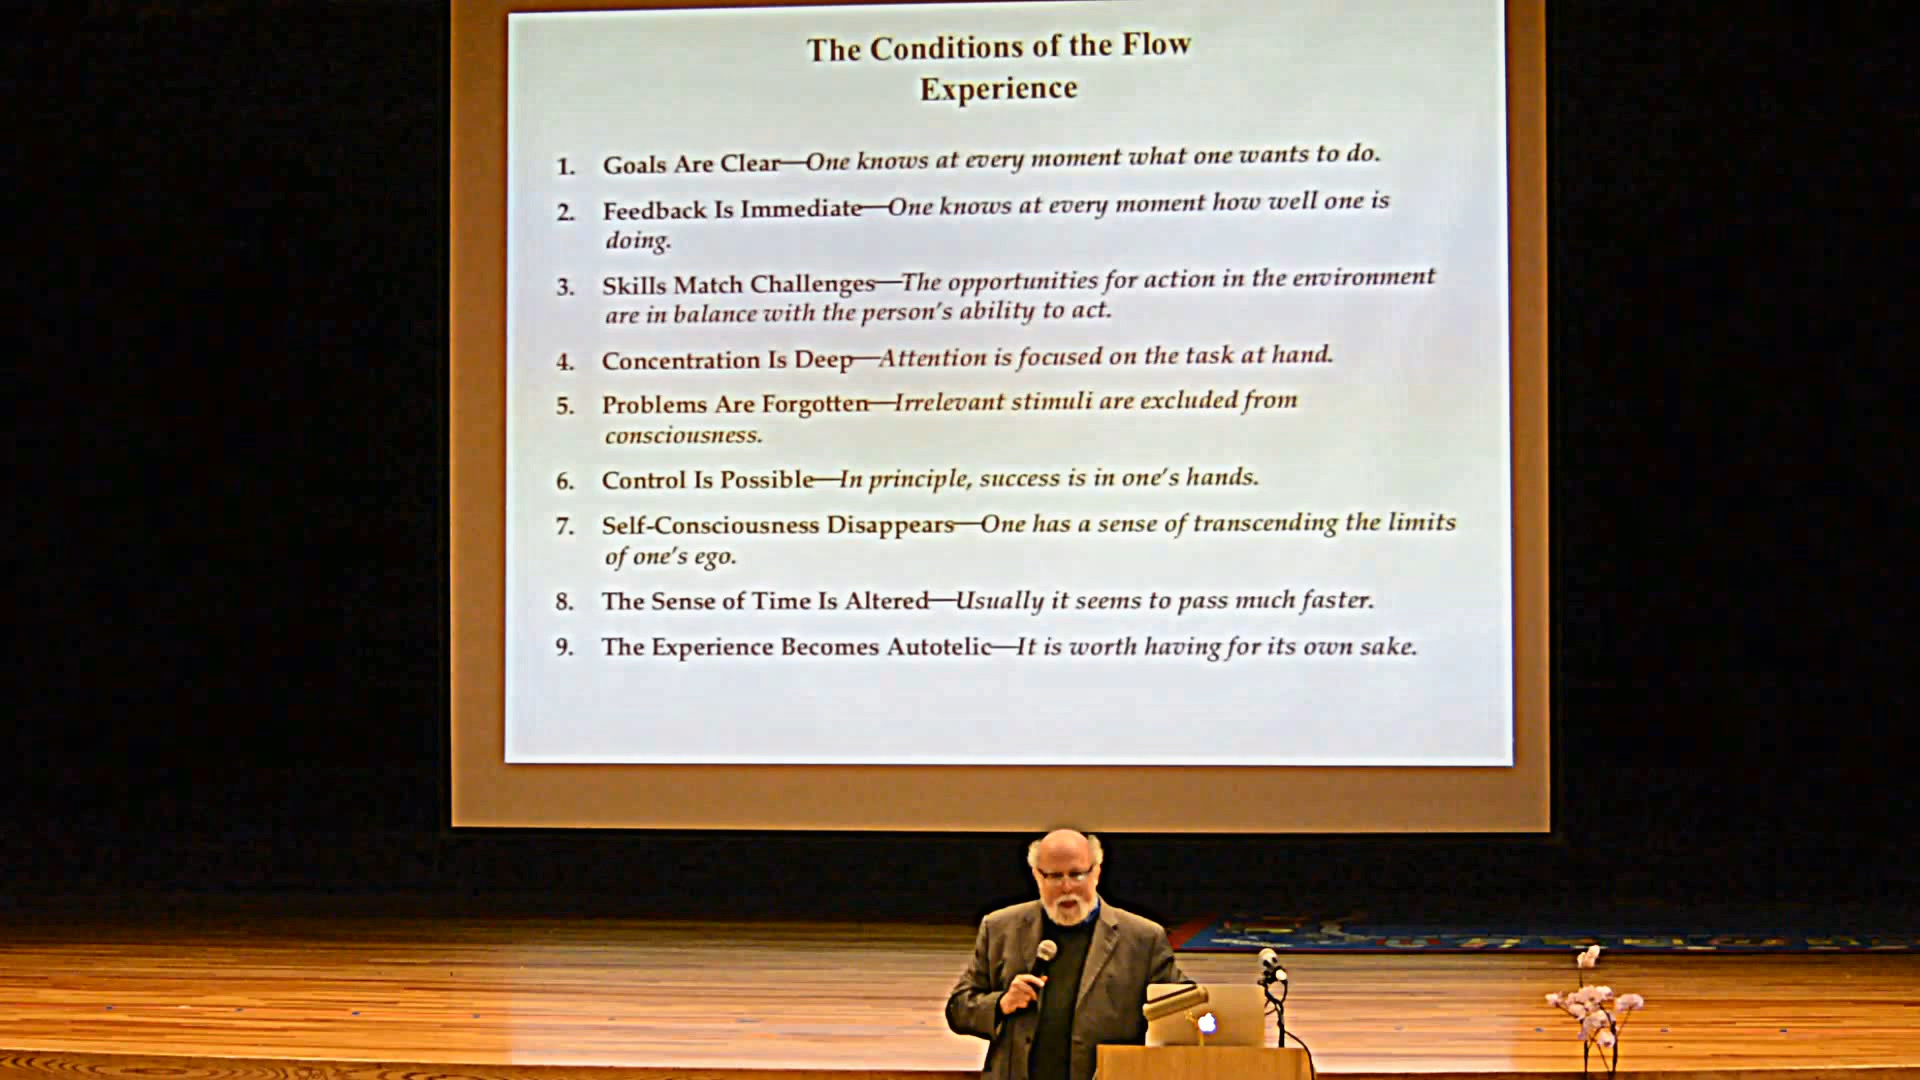 The Conditions of the Flow
Experience
1. Goals Are Clear—One knows at every moment what one wants to do.
2. Feedback Is Immediate—One knows at every moment how well one is
doing.
3. Skills Match Challenges—The opportunities for action in the environment
are in balance with the person's ability to act.
4. Concentration Is Deep—Attention is focused on the task at hand.
5. Problems Are Forgotten—Irrelevant stimuli are excluded from
consciousness.
6. Control Is Possible—In principle, success is in one's hands.
7. Self-Consciousness Disappears—One has a sense of transcending the limits
of one's ego.
8. The Sense of Time Is Altered—Usually it seems to pass much faster.
9. The Experience Becomes Autotelic—It is worth having for its own sake.